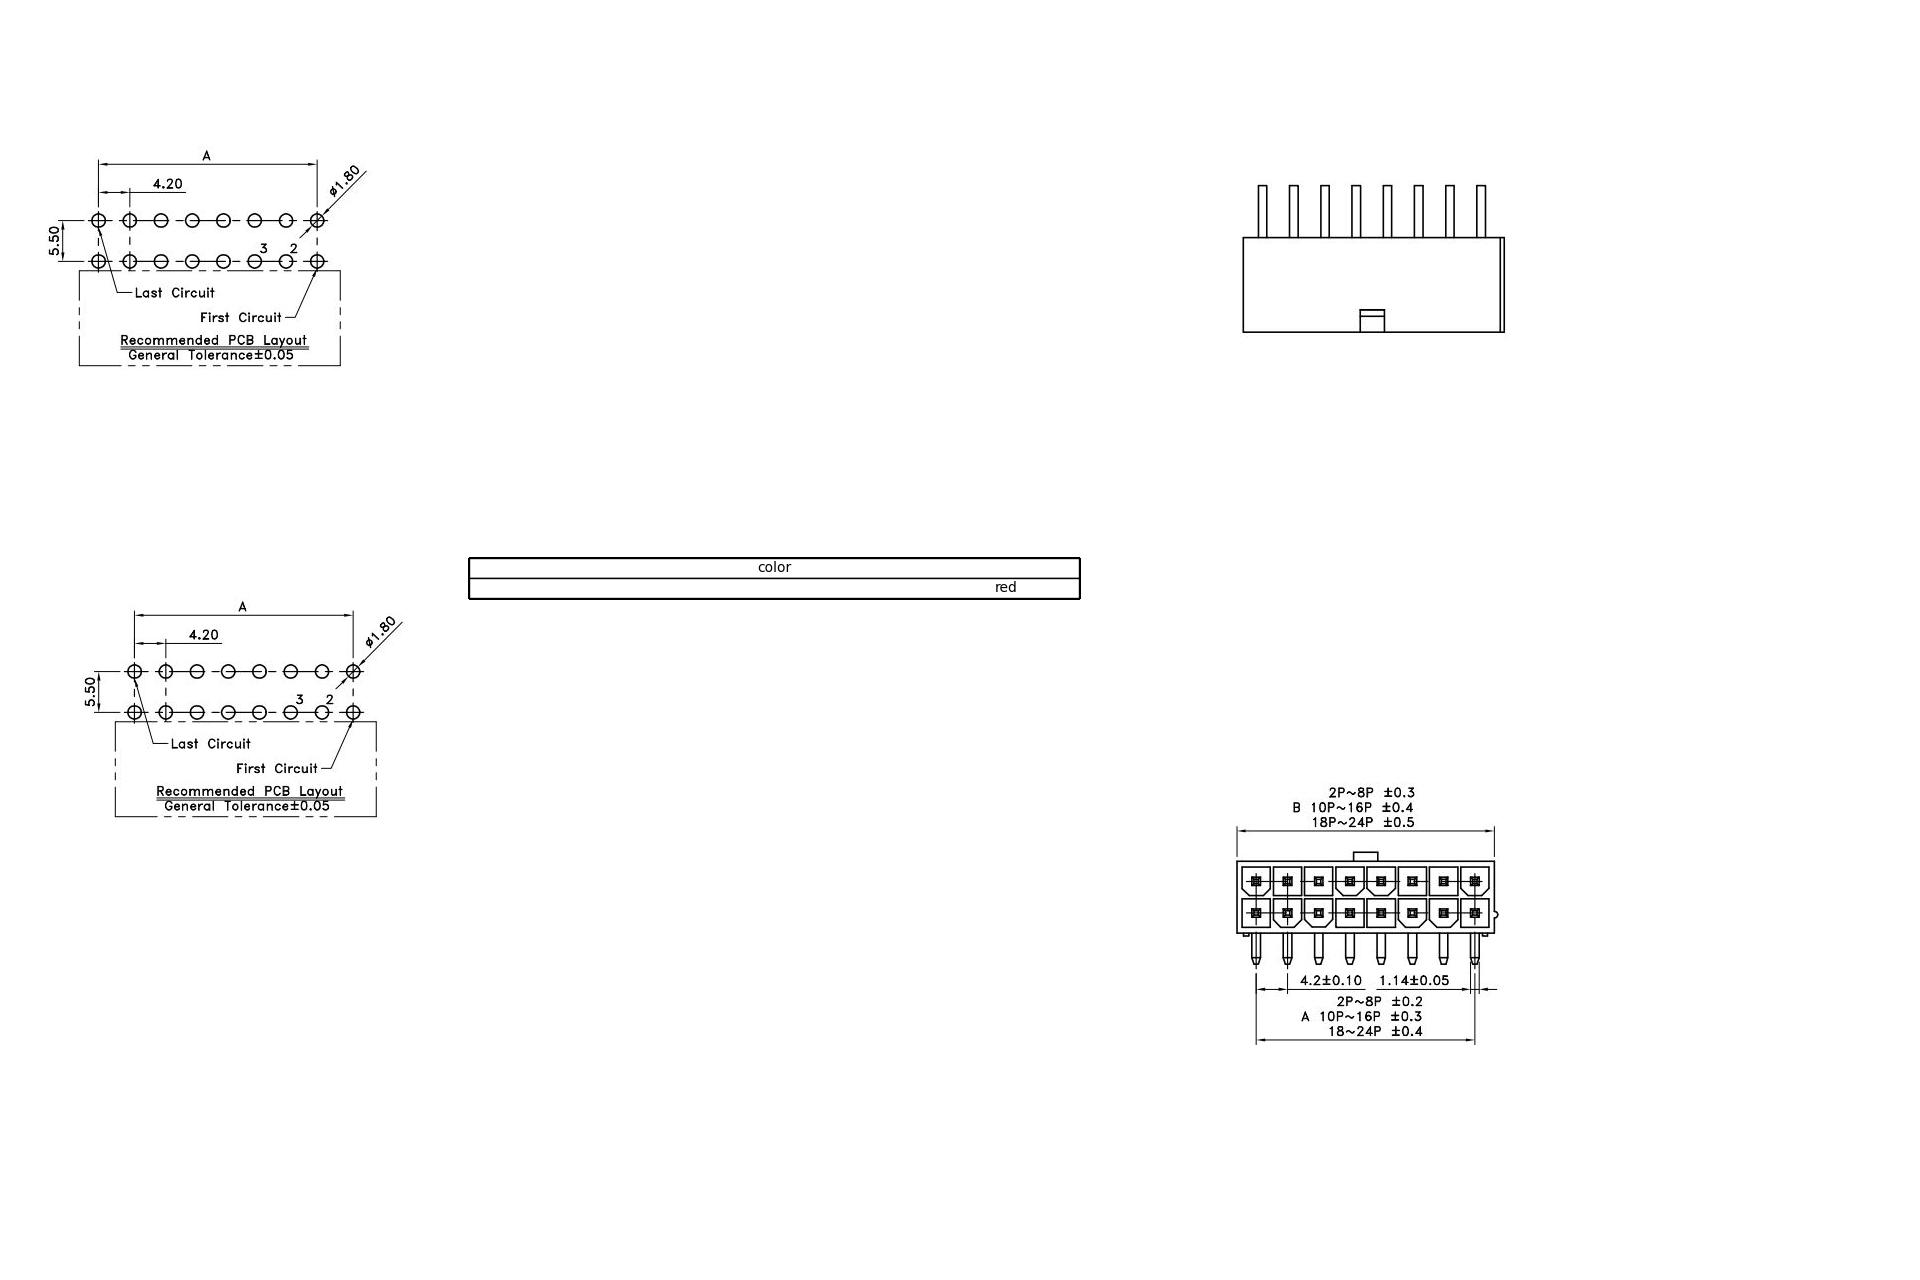 A
4.20
ø1.80
5.50
3 2
Last Circuit
First Circuit
Recommended PCB Layout
General Tolerance±0.05
color
red
A
4.20
ø1.80
5.50
3 2
Last Circuit
First Circuit
Recommended PCB Layout
General Tolerance±0.05
2P~8P ±0.3
B 10P~16P ±0.4
18P~24P ±0.5
4.2±0.10 1.14±0.05
2P~8P ±0.2
A 10P~16P ±0.3
18~24P ±0.4